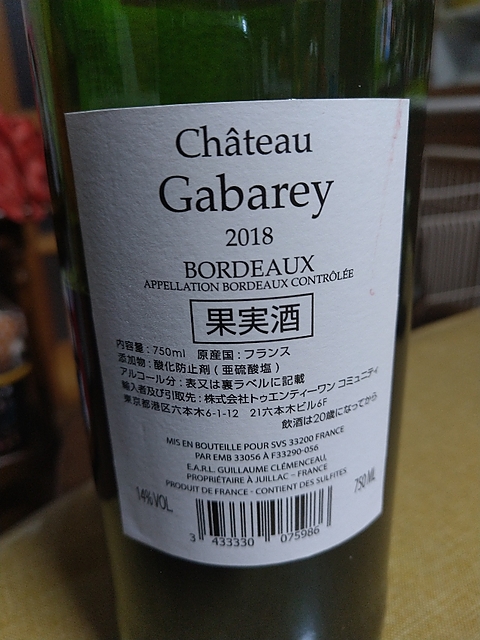 Château
Gabarey
2018
BORDEAUX
APPELLATION BORDEAUX CONTRÔLÉE
果実酒
内容量：750ml 原産国：フランス
添加物：酸化防止剤（亜硫酸塩）
アルコール分：表又は裏ラベルに記載
輸入者及び引取先：株式会社トゥエンティーワン コミュニティ
東京都港区六本木6-1-12 21六本木ビル6F
飲酒は20歳になってから
MIS EN BOUTEILLE POUR SVS 33200 FRANCE
PAR EMB 33056 À F33290-056
E.A.R.L. GUILLAUME CLÉMENCEAU,
PROPRIÉTAIRE À JUILLAC – FRANCE
PRODUIT DE FRANCE - CONTIENT DES SULFITES
14% VOL.
750 ML
3 433330 075986